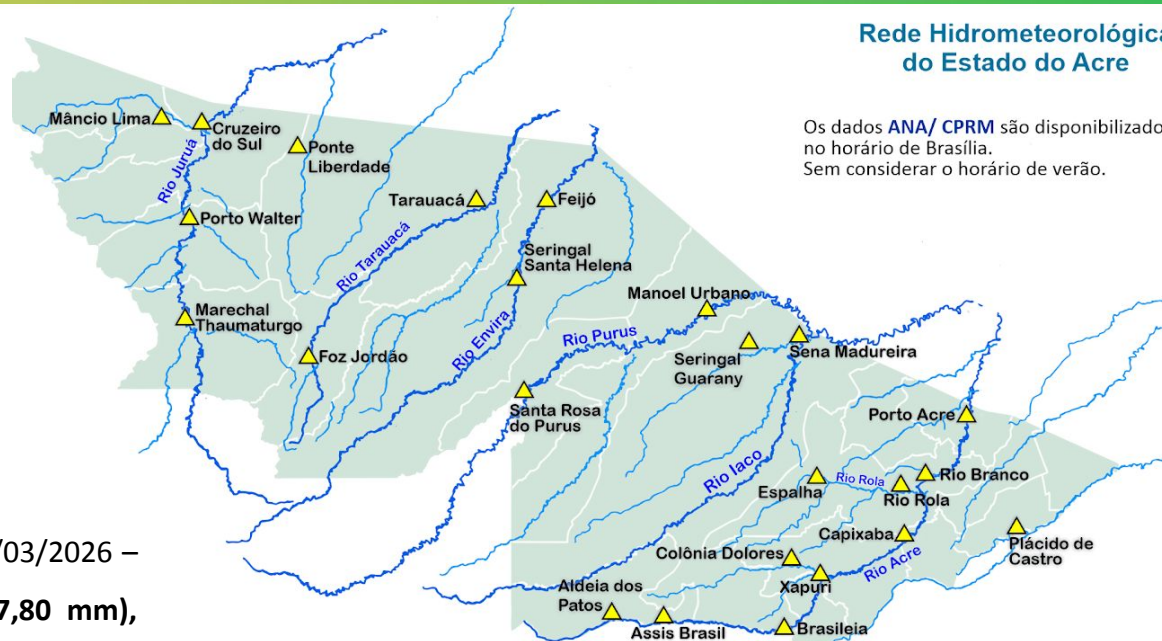 Rede Hidrometeorológica
do Estado do Acre
Os dados ANA/ CPRM são disponibilizado
no horário de Brasília.
Sem considerar o horário de verão.
Mâncio Lima
Cruzeiro
do Sul
Ponte
Liberdade
Rio Juruá
Porto Walter
Tarauacá
Feijó
Rio Tarauacá
Seringal
Santa Helena
Marechal
Thaumaturgo
Foz Jordão
Rio Envira
Manoel Urbano
Rio Purus
Seringal
Guarany
Sena Madureira
Santa Rosa
do Purus
Porto Acre
Rio Iaco
Espalha
Rio Rola
Rio Rola
Rio Branco
Capixaba
Plácido de
Castro
Colônia Dolores
Rio Acre
Xapuri
Aldeia dos
Patos
Assis Brasil
Brasileia
/03/2026 –
7,80 mm),